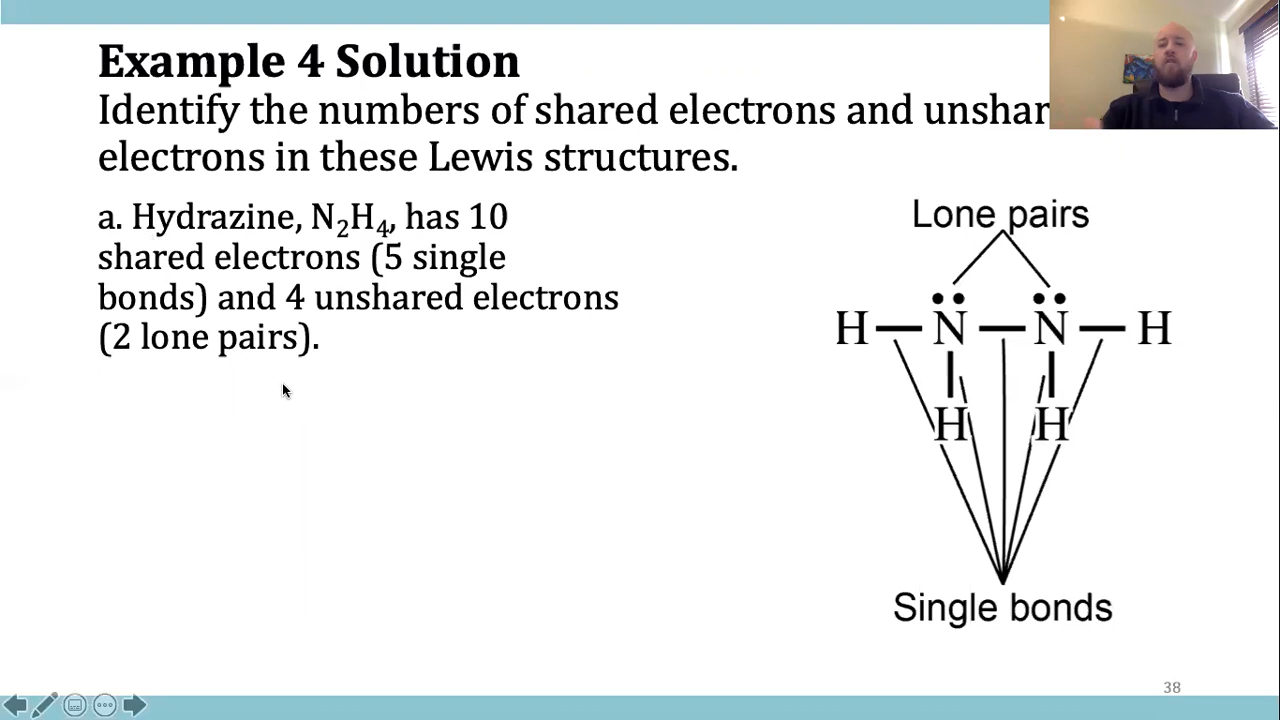 Example 4 Solution
Identify the numbers of shared electrons and unshar
electrons in these Lewis structures.
a. Hydrazine, N₂H₄, has 10
shared electrons (5 single
bonds) and 4 unshared electrons
(2 lone pairs).
Lone pairs
H N N H
H H
Single bonds
38